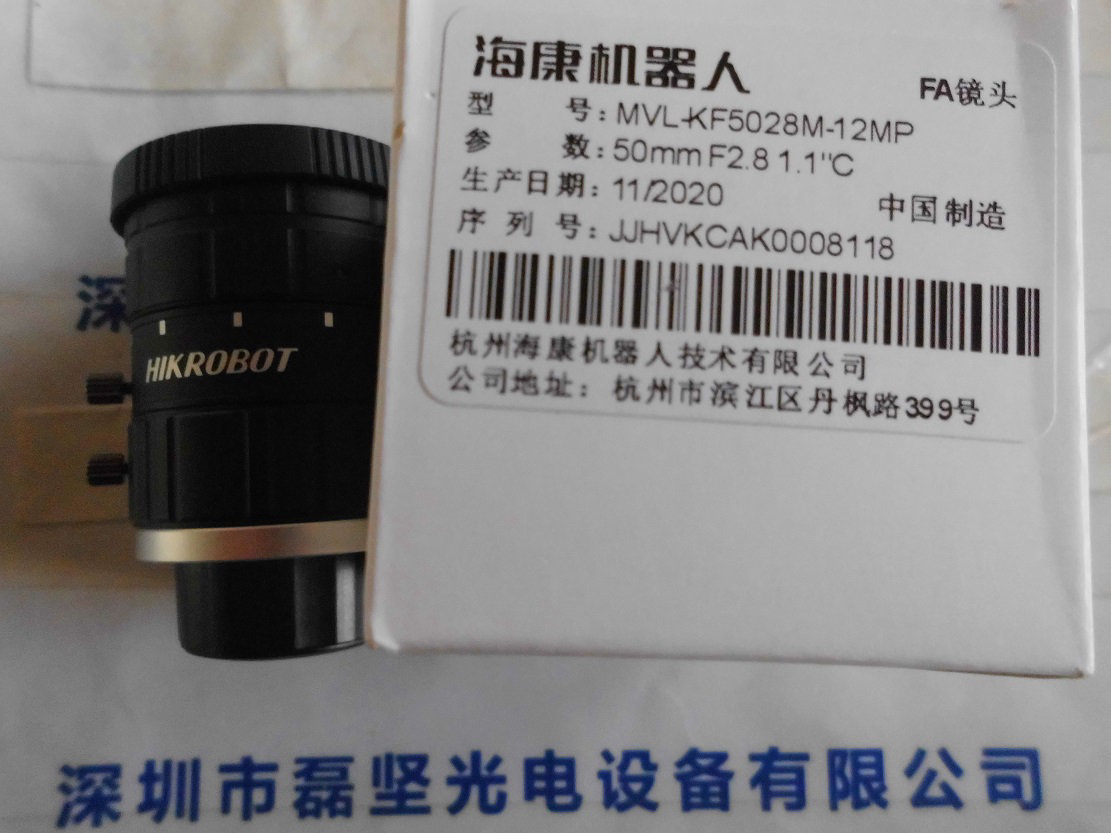 海康机器人
FA镜头
型 号: MVL-KF5028M-12MP
参 数: 50mm F2.8 1.1"C
生产日期: 11/2020
中国制造
序 列 号: JJHVKCAK0008118
杭州海康机器人技术有限公司
公司地址: 杭州市滨江区丹枫路399号
深
HIKROBOT
深圳市磊坚光电设备有限公司